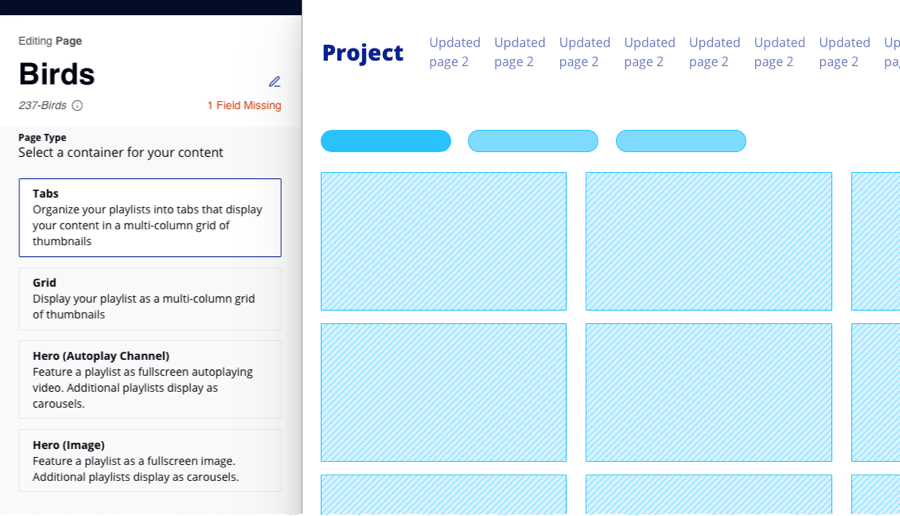 Editing Page
Birds
237-Birds
1 Field Missing
Page Type
Select a container for your content
Tabs
Organize your playlists into tabs that display
your content in a multi-column grid of
thumbnails
Grid
Display your playlist as a multi-column grid
of thumbnails
Hero (Autoplay Channel)
Feature a playlist as fullscreen autoplaying
video. Additional playlists display as
carousels.
Hero (Image)
Feature a playlist as a fullscreen image.
Additional playlists display as carousels.
Project
Updated
page 2
Updated
page 2
Updated
page 2
Updated
page 2
Updated
page 2
Updated
page 2
Updated
page 2